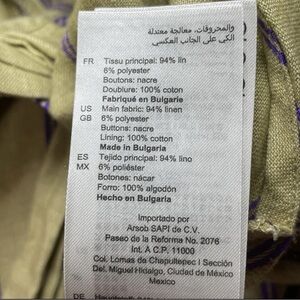 والمحروقات، معالجة معتدلة
الكي على الجانب العكسي
FR Tissu principal: 94% lin
6% polyester
Boutons: nacre
Doublure: 100% coton
Fabriqué en Bulgarie
US Main fabric: 94% linen
GB 6% polyester
Buttons: nacre
Lining: 100% cotton
Made in Bulgaria
ES Tejido principal: 94% lino
MX 6% poliéster
Botones: nácar
Forro: 100% algodón
Hecho en Bulgaria
Importado por
Arsob SAPI de C.V.
Paseo de la Reforma No. 2076
Int. A C.P. 11000
Col. Lomas de Chapultepec I Sección
Del. Miguel Hidalgo, Ciudad de México
Mexico
DE